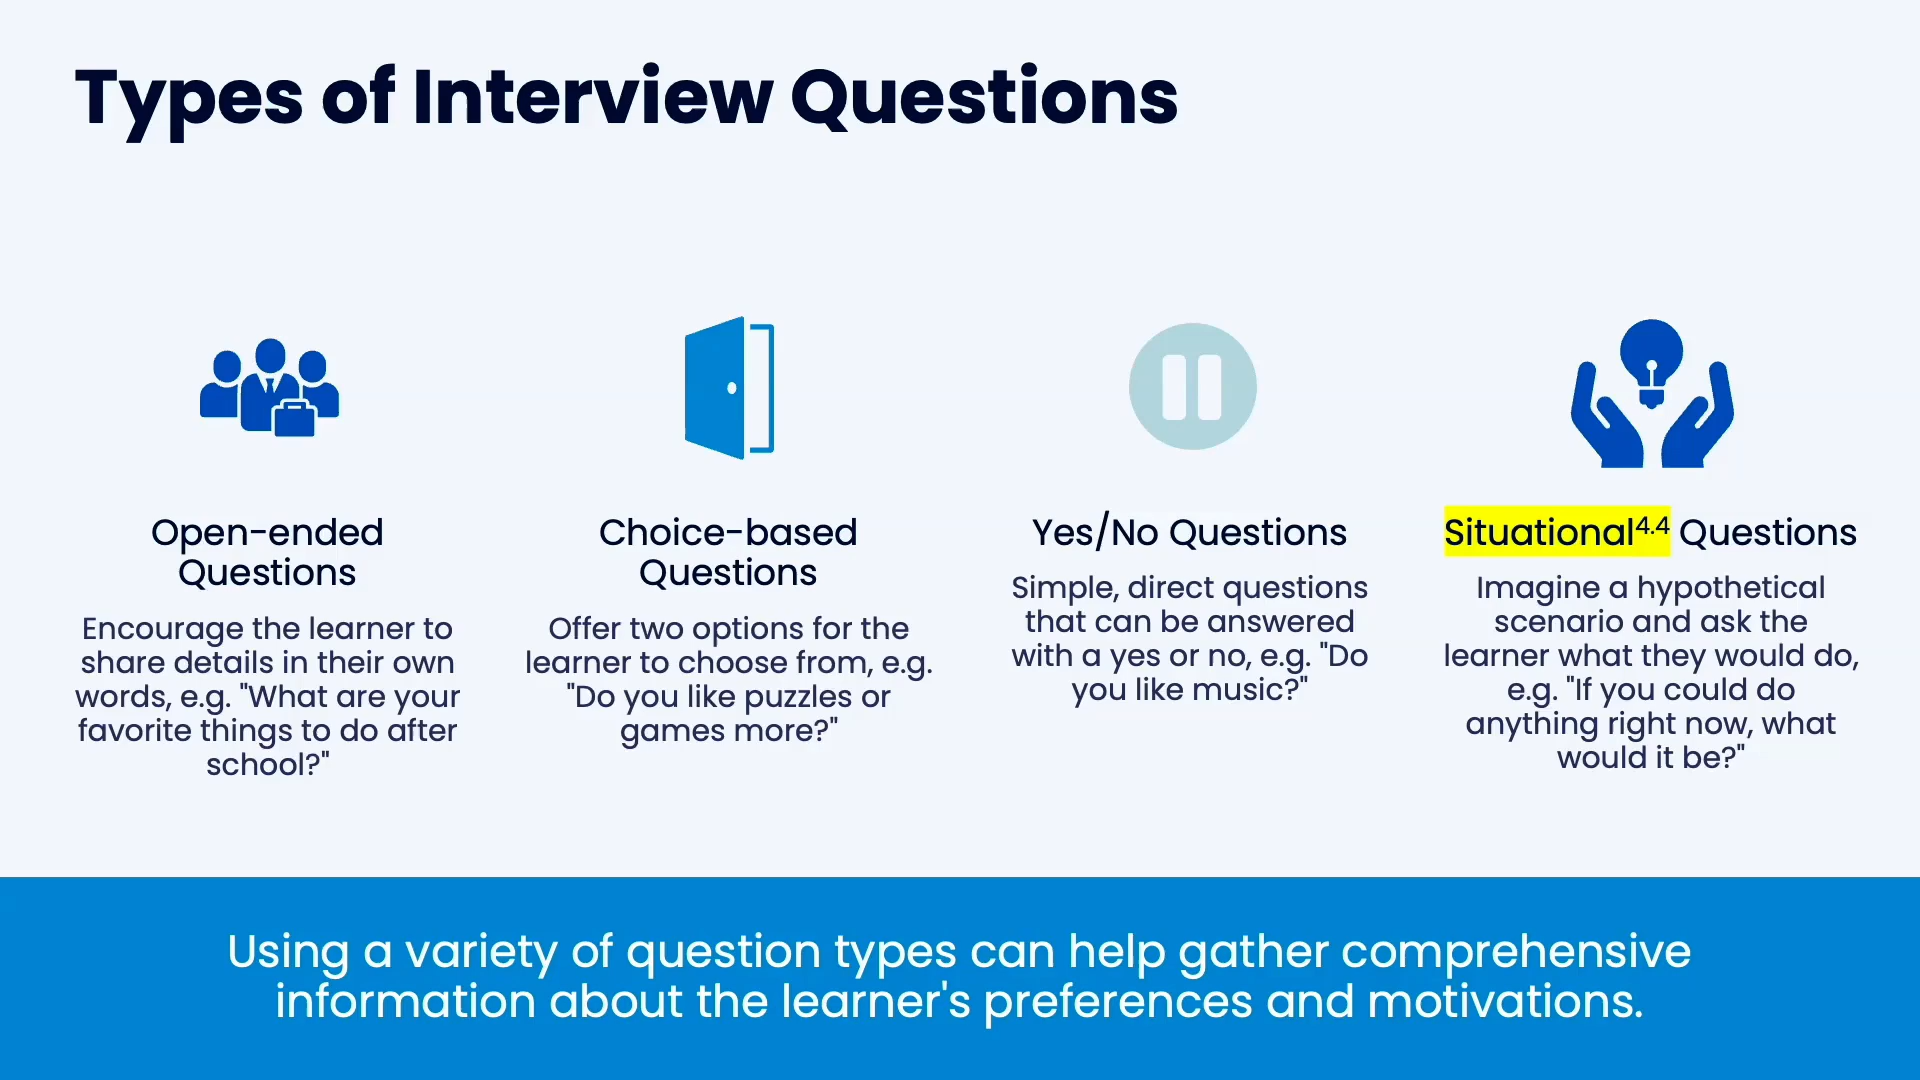 Types of Interview Questions
Open-ended
Questions
Encourage the learner to
share details in their own
words, e.g. "What are your
favorite things to do after
school?"
Choice-based
Questions
Offer two options for the
learner to choose from, e.g.
"Do you like puzzles or
games more?"
Yes/No Questions
Simple, direct questions
that can be answered
with a yes or no, e.g. "Do
you like music?"
Situational4.4 Questions
Imagine a hypothetical
scenario and ask the
learner what they would do,
e.g. "If you could do
anything right now, what
would it be?"
Using a variety of question types can help gather comprehensive
information about the learner's preferences and motivations.